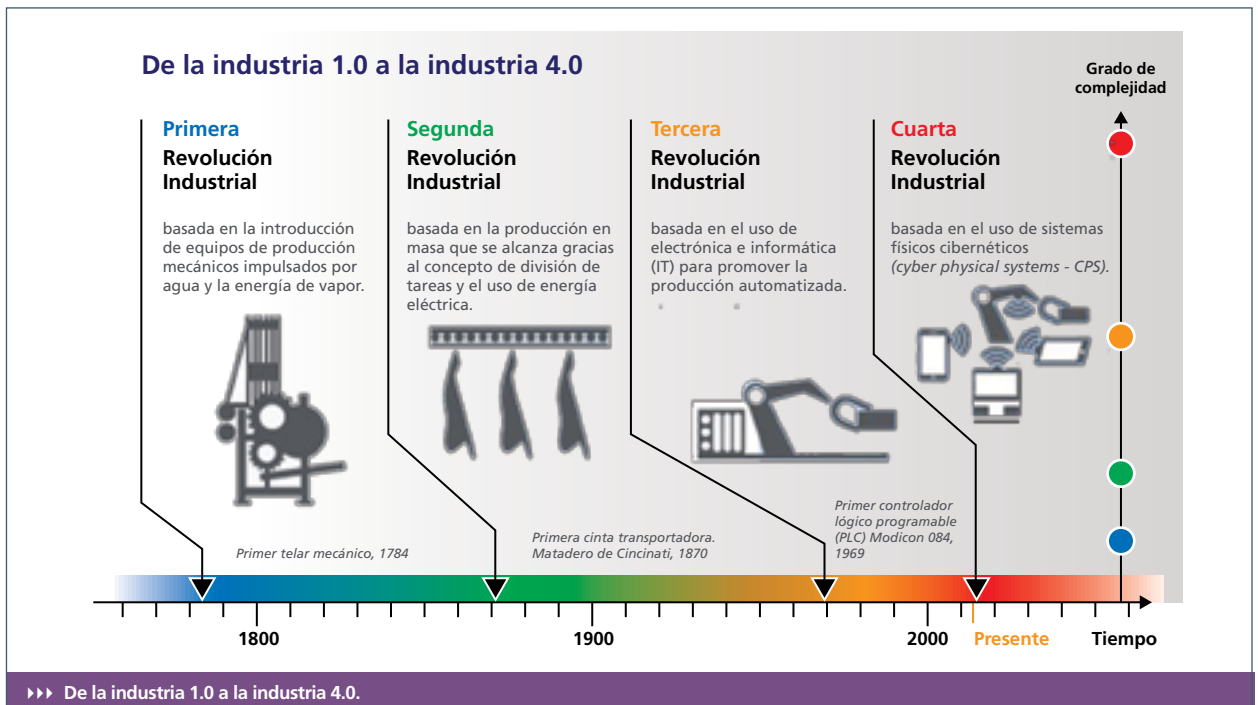 De la industria 1.0 a la industria 4.0
Grado de
complejidad
Primera
Revolución
Industrial
basada en la introducción
de equipos de producción
mecánicos impulsados por
agua y la energía de vapor.
Segunda
Revolución
Industrial
basada en la producción en
masa que se alcanza gracias
al concepto de división de
tareas y el uso de energía
eléctrica.
Tercera
Revolución
Industrial
basada en el uso de
electrónica e informática
(IT) para promover la
producción automatizada.
Cuarta
Revolución
Industrial
basada en el uso de sistemas
físicos cibernéticos
(cyber physical systems - CPS).
Primer telar mecánico, 1784
Primera cinta transportadora.
Matadero de Cincinati, 1870
Primer controlador
lógico programable
(PLC) Modicon 084,
1969
1800
1900
2000
Presente
Tiempo
De la industria 1.0 a la industria 4.0.